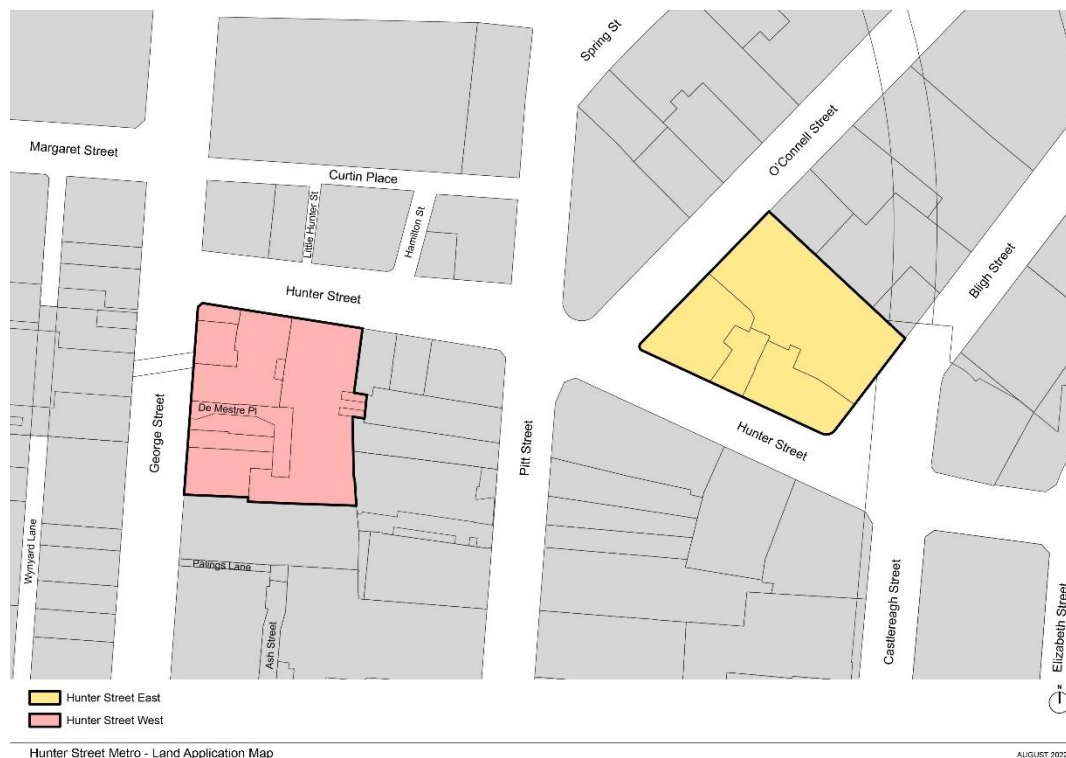 Spring St
O'Connell Street
Margaret Street
Curtin Place
Little Hunter St
Hamilton St
Bligh Street
Hunter Street
De Mestre Pl
George Street
Pitt Street
Hunter Street
Wynyard Lane
Palings Lane
Ash Street
Castlereagh Street
Elizabeth Street
Hunter Street East
Hunter Street West
N
Hunter Street Metro - Land Application Map
AUGUST 2022